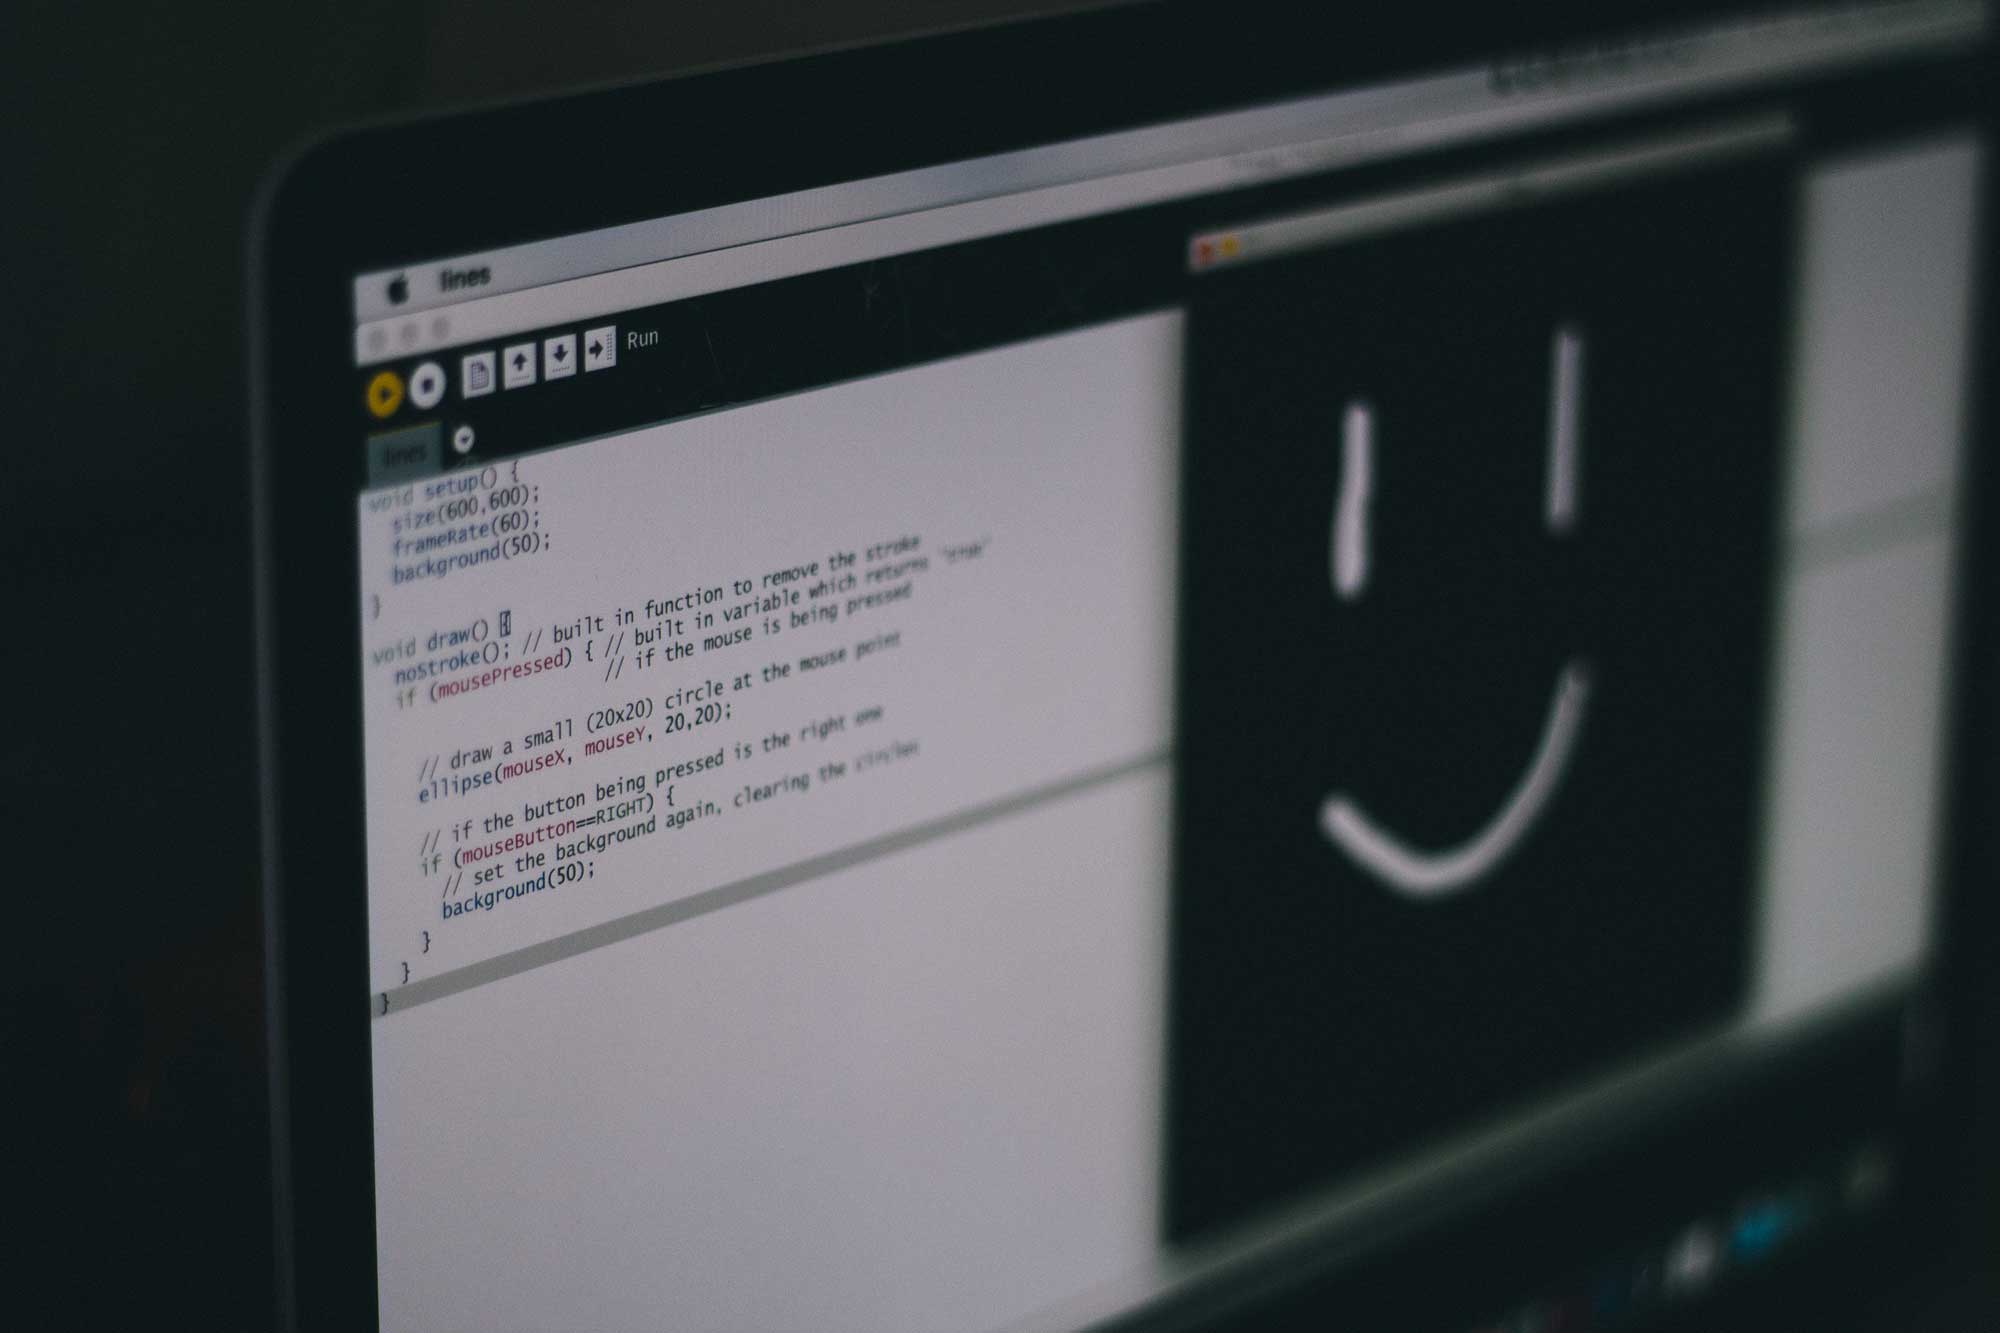 lines
Run
lines
void setup() {
size(600,600);
frameRate(60);
background(50);
}
void draw() {
noStroke(); // built in function to remove the stroke
if (mousePressed) { // built in variable which returns "true"
// if the mouse is being pressed
// draw a small (20x20) circle at the mouse point
ellipse(mouseX, mouseY, 20,20);
// if the button being pressed is the right one
if (mouseButton==RIGHT) {
// set the background again, clearing the circles
background(50);
}
}
}